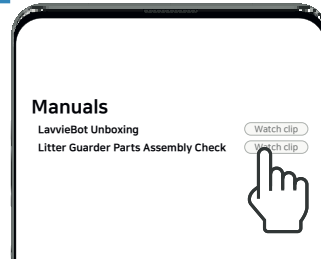 Manuals
LavvieBot Unboxing Watch clip
Litter Guarder Parts Assembly Check Watch clip